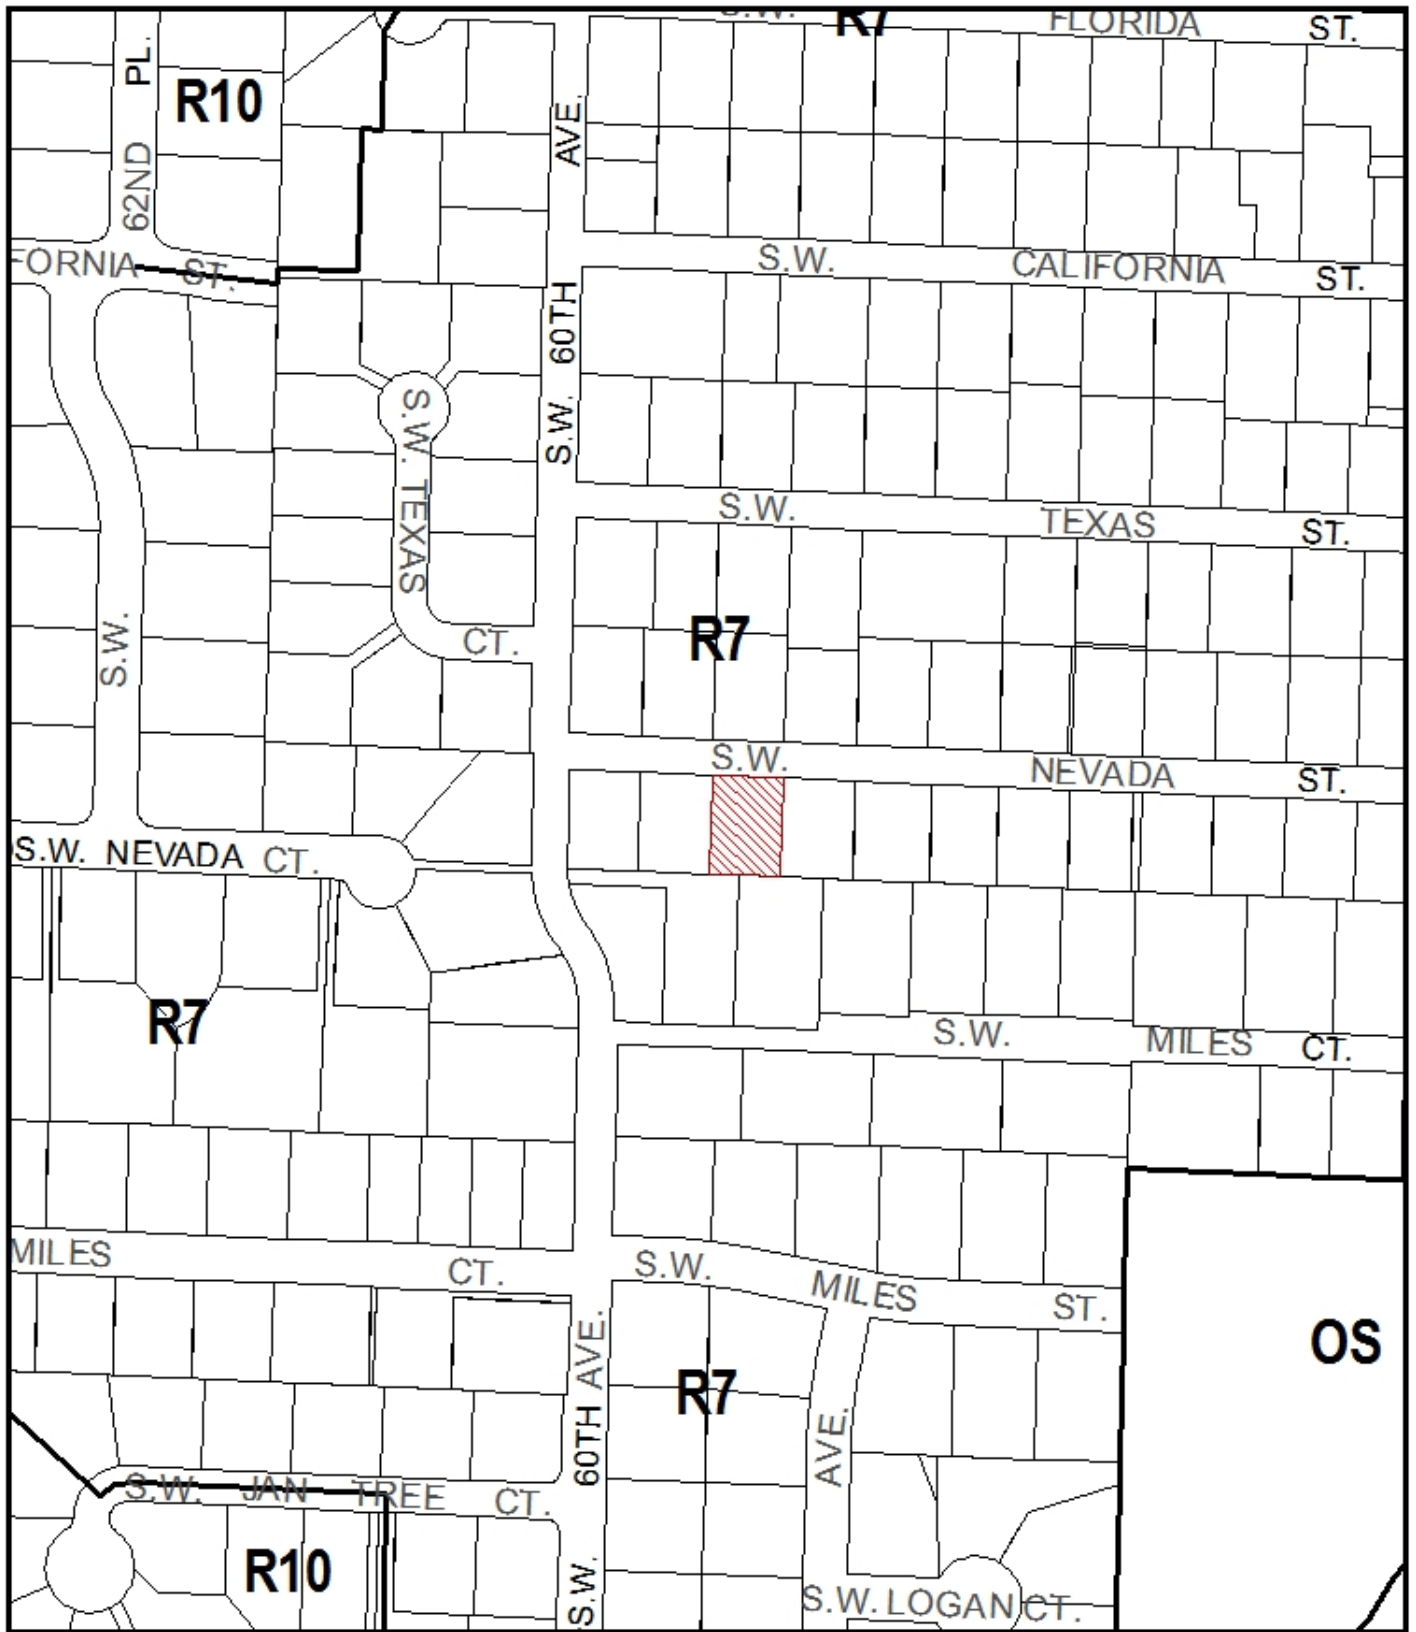 S.W. FLORIDA ST.
R7
62ND PL.
R10
AVE.
FORNIA ST.
S.W. CALIFORNIA ST.
S.W. 60TH
S.W. TEXAS
CT.
S.W. TEXAS ST.
S.W.
R7
S.W. NEVADA ST.
S.W. NEVADA CT.
R7
S.W. MILES CT.
MILES CT.
S.W. MILES ST.
OS
60TH AVE.
R7
AVE.
S.W. JAN TREE CT.
R10
S.W.
S.W. LOGAN CT.